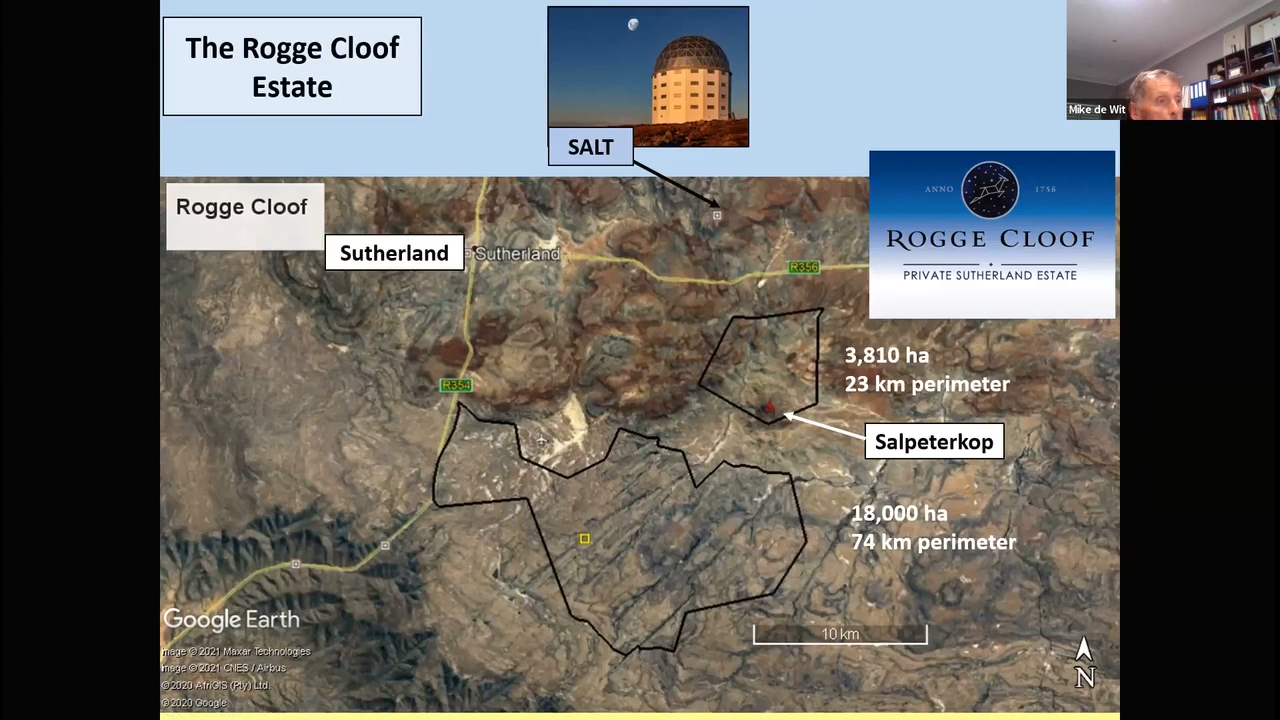 The Rogge Cloof
Estate
SALT
Mike de Wit
ANNO 1756
ROGGE CLOOF
PRIVATE SUTHERLAND ESTATE
Rogge Cloof
Sutherland
Sutherland
R356
3,810 ha
23 km perimeter
R354
Salpeterkop
18,000 ha
74 km perimeter
Google Earth
10 km
mage © 2021 Maxar Technologies
mage © 2021 CNES / Airbus
© 2020 AfriGIS (Pty) Ltd.
© 2020 Google
N